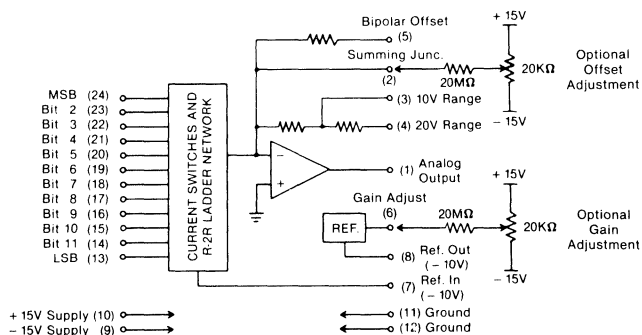 + 15V
Bipolar Offset
(5)
Summing Junc.
(2)
20MΩ
20KΩ
Optional
Offset
Adjustment
- 15V
MSB (24)
Bit 2 (23)
Bit 3 (22)
Bit 4 (21)
Bit 5 (20)
Bit 6 (19)
Bit 7 (18)
Bit 8 (17)
Bit 9 (16)
Bit 10 (15)
Bit 11 (14)
LSB (13)
CURRENT SWITCHES AND
R-2R LADDER NETWORK
(3) 10V Range
(4) 20V Range
-
+
(1) Analog
Output
+ 15V
Gain Adjust
(6)
20MΩ
20KΩ
Optional
Gain
Adjustment
- 15V
REF.
(8) Ref. Out
(- 10V)
(7) Ref. In
(- 10V)
+ 15V Supply (10)
- 15V Supply (9)
(11) Ground
(12) Ground